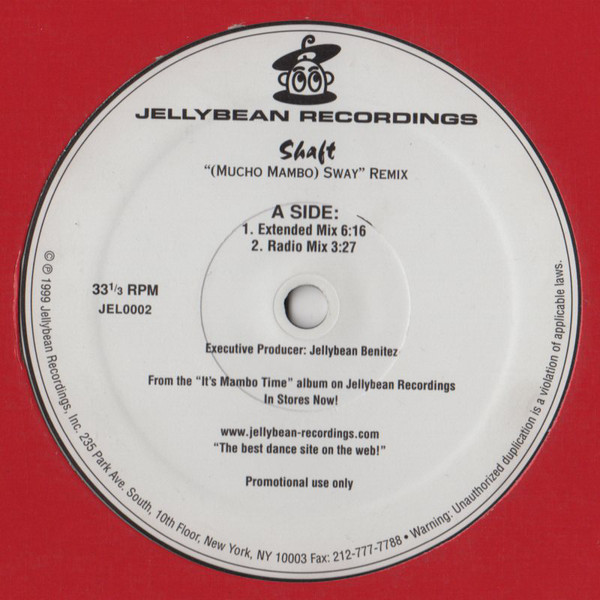 JELLYBEAN RECORDINGS
Shaft
“(MUCHO MAMBO) SWAY” REMIX
A SIDE:
1. Extended Mix 6:16
2. Radio Mix 3:27
33 1/3 RPM
JEL0002
Executive Producer: Jellybean Benitez
From the “It's Mambo Time” album on Jellybean Recordings
In Stores Now!
www.jellybean-recordings.com
“The best dance site on the web!”
Promotional use only
© ℗ 1999 Jellybean Recordings, Inc. 235 Park Ave. South, 10th Floor, New York, NY 10003 Fax: 212-777-7788 • Warning: Unauthorized duplication is a violation of applicable laws.